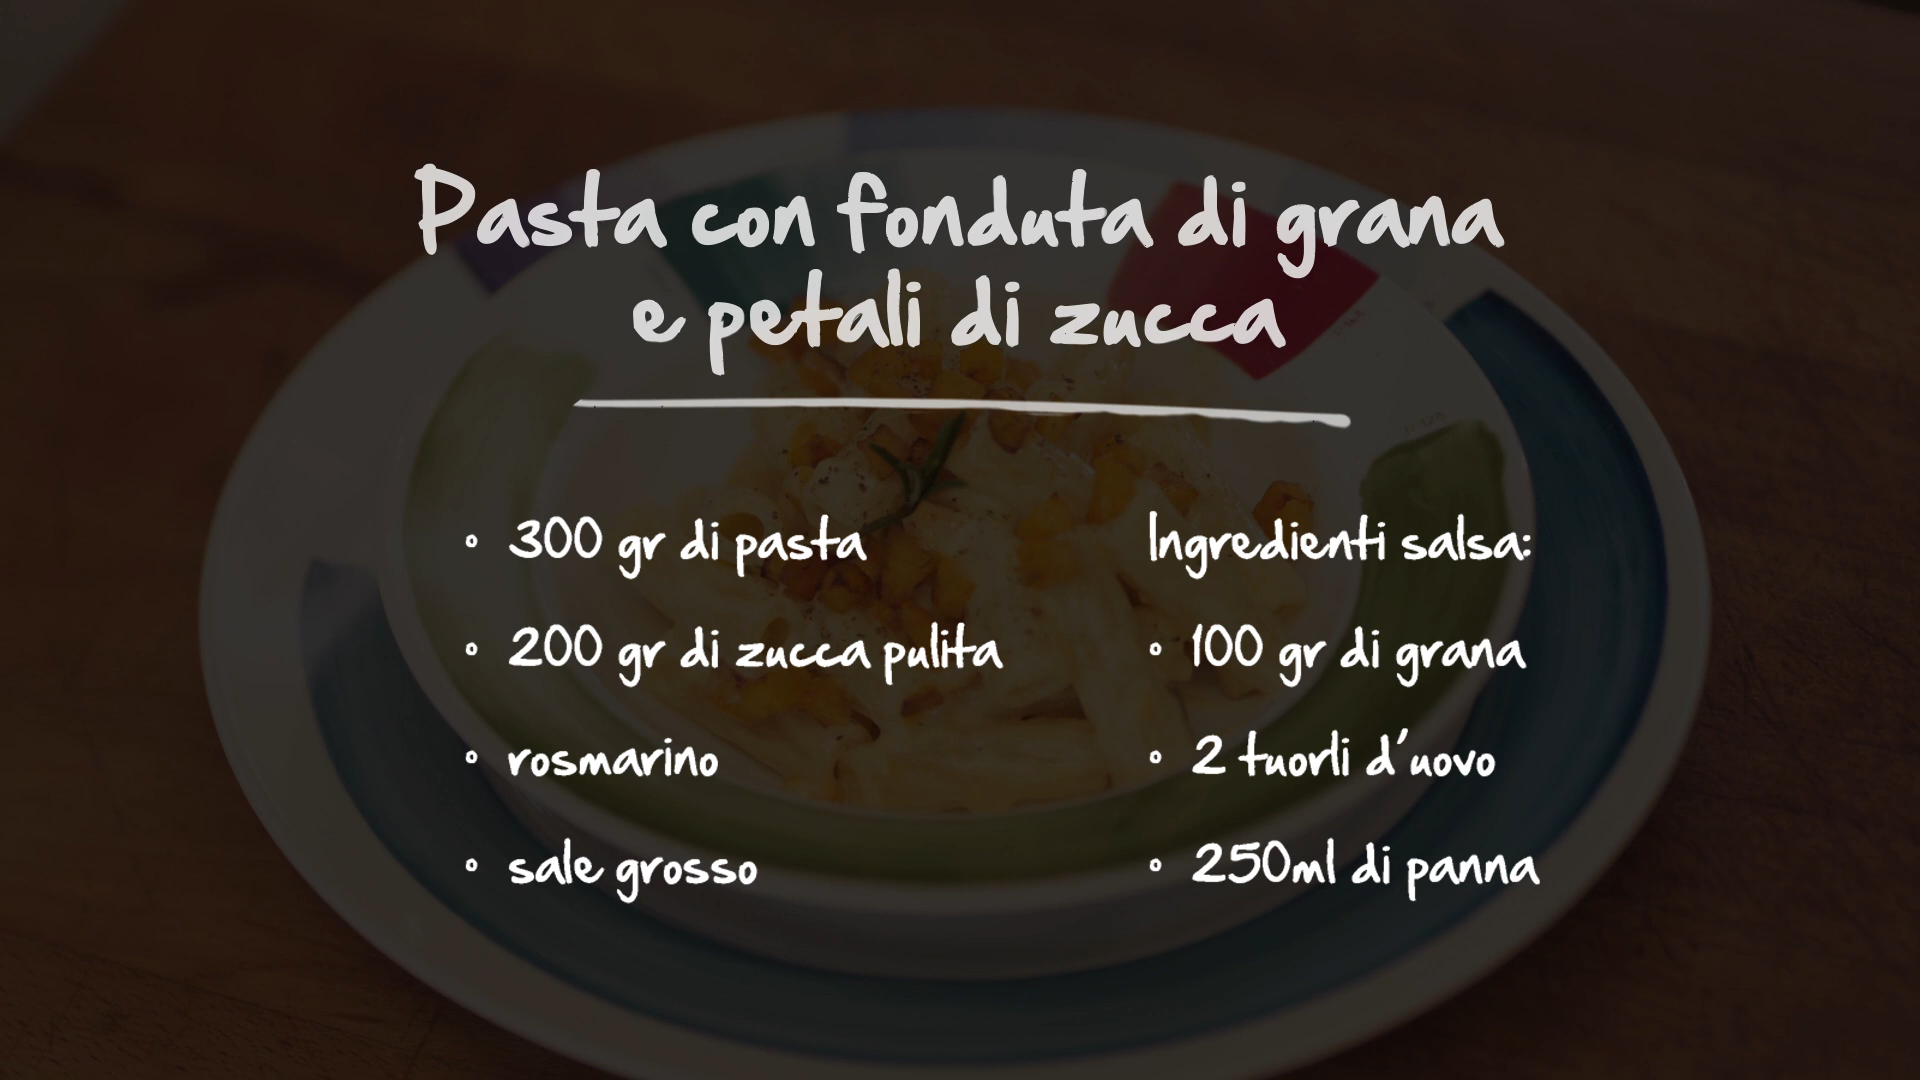 Pasta con fonduta di grana
e petali di zucca
• 300 gr di pasta
• 200 gr di zucca pulita
• rosmarino
• sale grosso
Ingredienti salsa:
• 100 gr di grana
• 2 tuorli d'uovo
• 250ml di panna